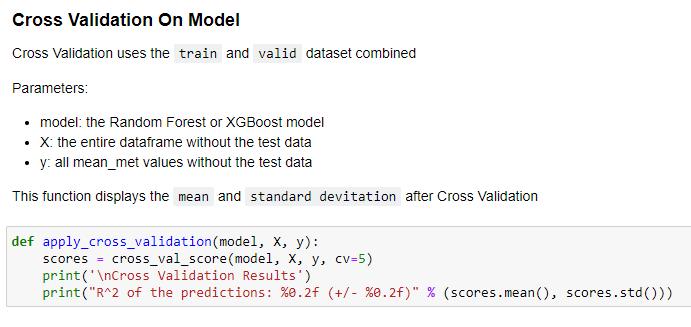 Cross Validation On Model
Cross Validation uses the train and valid dataset combined
Parameters:
• model: the Random Forest or XGBoost model
• X: the entire dataframe without the test data
• y: all mean_met values without the test data
This function displays the mean and standard devitation after Cross Validation
def apply_cross_validation(model, X, y):
    scores = cross_val_score(model, X, y, cv=5)
    print('\nCross Validation Results')
    print("R^2 of the predictions: %0.2f (+/- %0.2f)" % (scores.mean(), scores.std()))